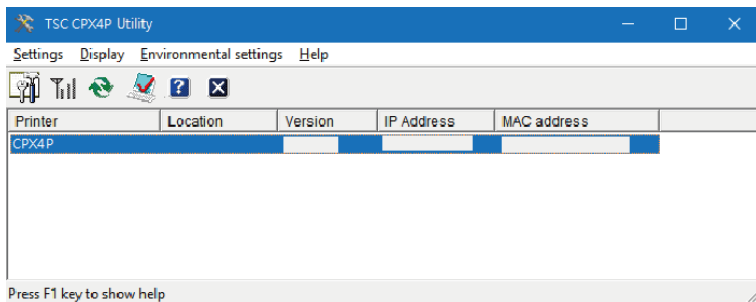 TSC CPX4P Utility
Settings Display Environmental settings Help
Printer Location Version IP Address MAC address
CPX4P
Press F1 key to show help